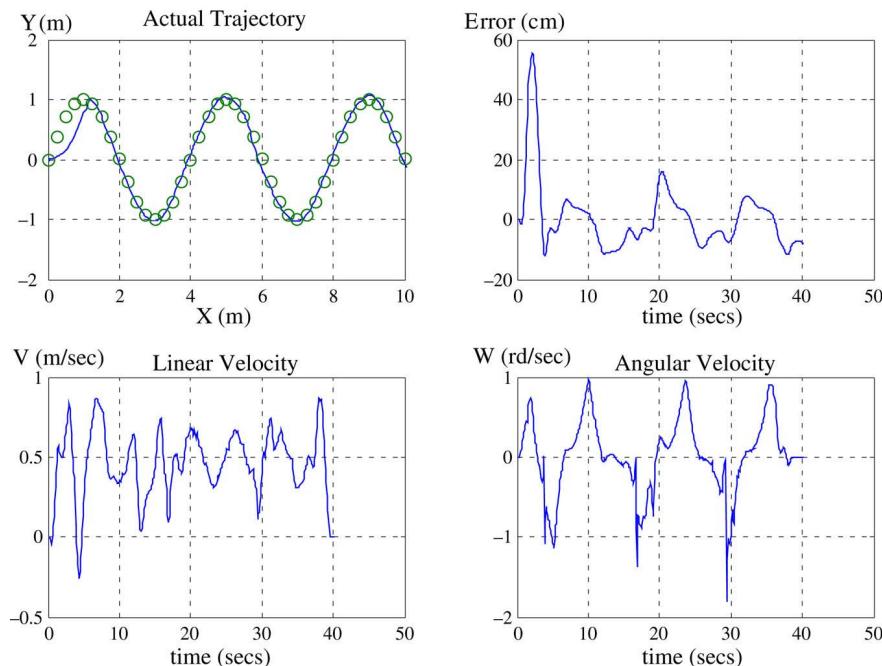 Y(m) Actual Trajectory
2
1
0
−1
−2
0 2 4 6 8 10
X (m)
Error (cm)
60
40
20
0
−20
0 10 20 30 40 50
time (secs)
V (m/sec) Linear Velocity
1
0.5
0
−0.5
0 10 20 30 40 50
time (secs)
W (rd/sec) Angular Velocity
1
0
−1
−2
0 10 20 30 40 50
time (secs)